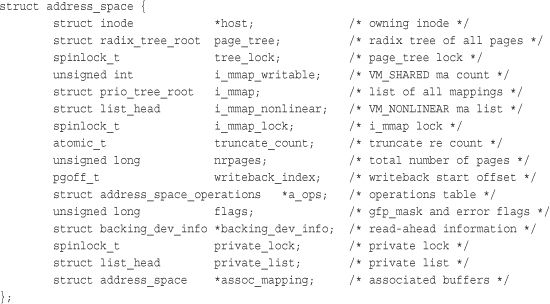 struct address_space {
struct inode *host; /* owning inode */
struct radix_tree_root page_tree; /* radix tree of all pages */
spinlock_t tree_lock; /* page_tree lock */
unsigned int i_mmap_writable; /* VM_SHARED ma count */
struct prio_tree_root i_mmap; /* list of all mappings */
struct list_head i_mmap_nonlinear; /* VM_NONLINEAR ma list */
spinlock_t i_mmap_lock; /* i_mmap lock */
atomic_t truncate_count; /* truncate re count */
unsigned long nrpages; /* total number of pages */
pgoff_t writeback_index; /* writeback start offset */
struct address_space_operations *a_ops; /* operations table */
unsigned long flags; /* gfp_mask and error flags */
struct backing_dev_info *backing_dev_info; /* read-ahead information */
spinlock_t private_lock; /* private lock */
struct list_head private_list; /* private list */
struct address_space *assoc_mapping; /* associated buffers */
};